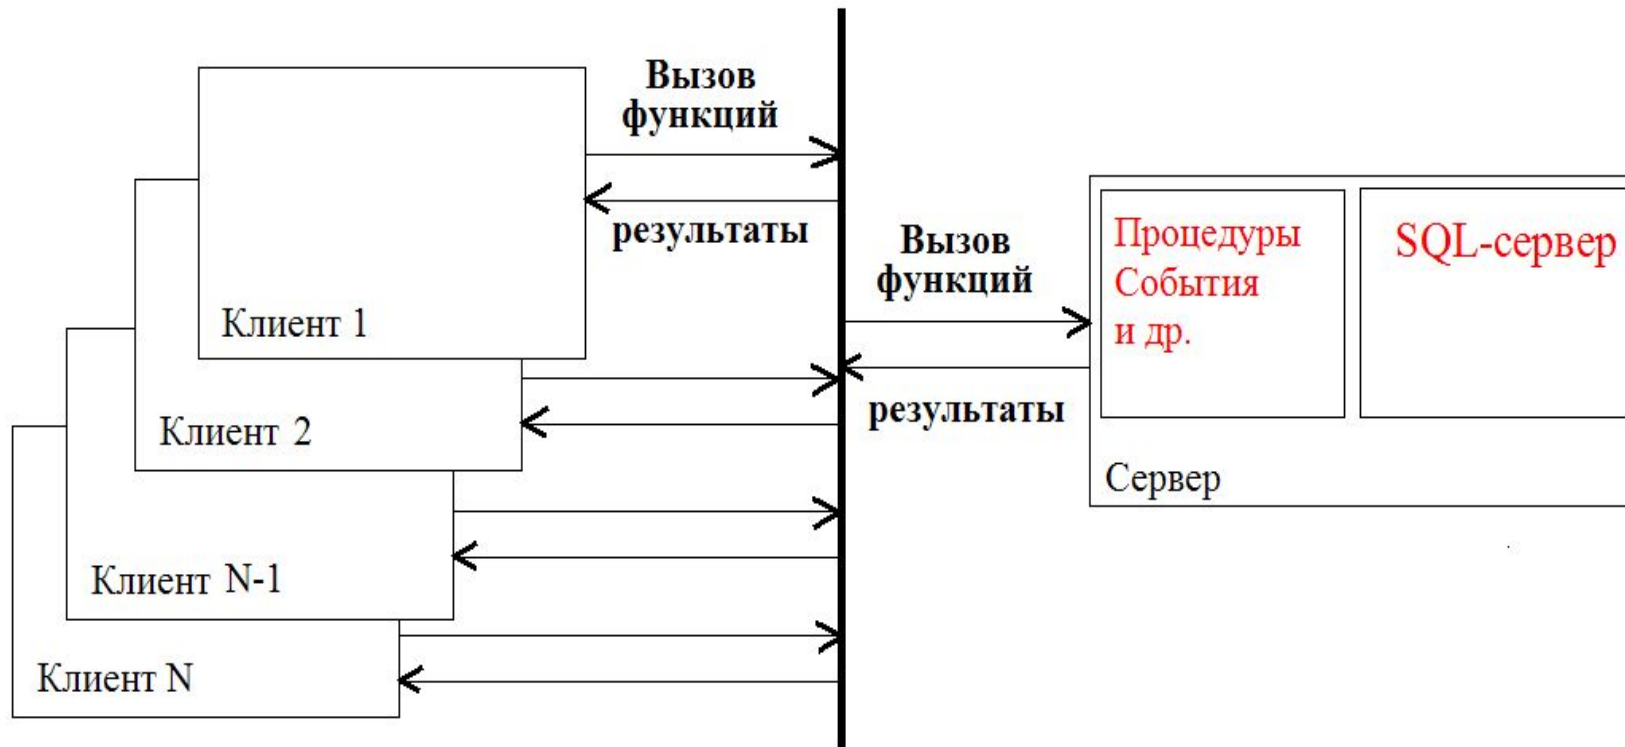 Вызов
функций
результаты
Клиент 1
Клиент 2
Клиент N-1
Клиент N
Вызов
функций
результаты
Процедуры
События
и др.
SQL-сервер
Сервер